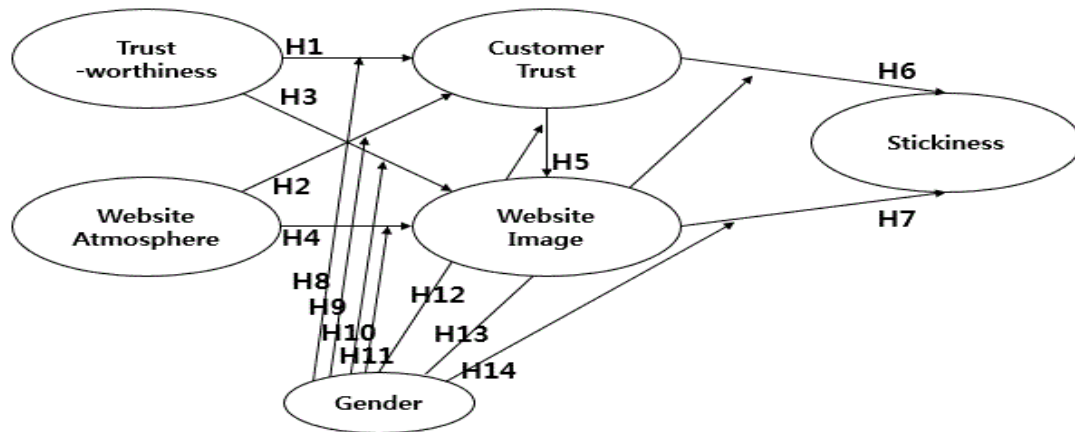 Trust
-worthiness
H1
Customer
Trust
H6
H3
Stickiness
H5
H2
Website
Atmosphere
H4
Website
Image
H7
H8
H9
H10
H11
H12
H13
H14
Gender